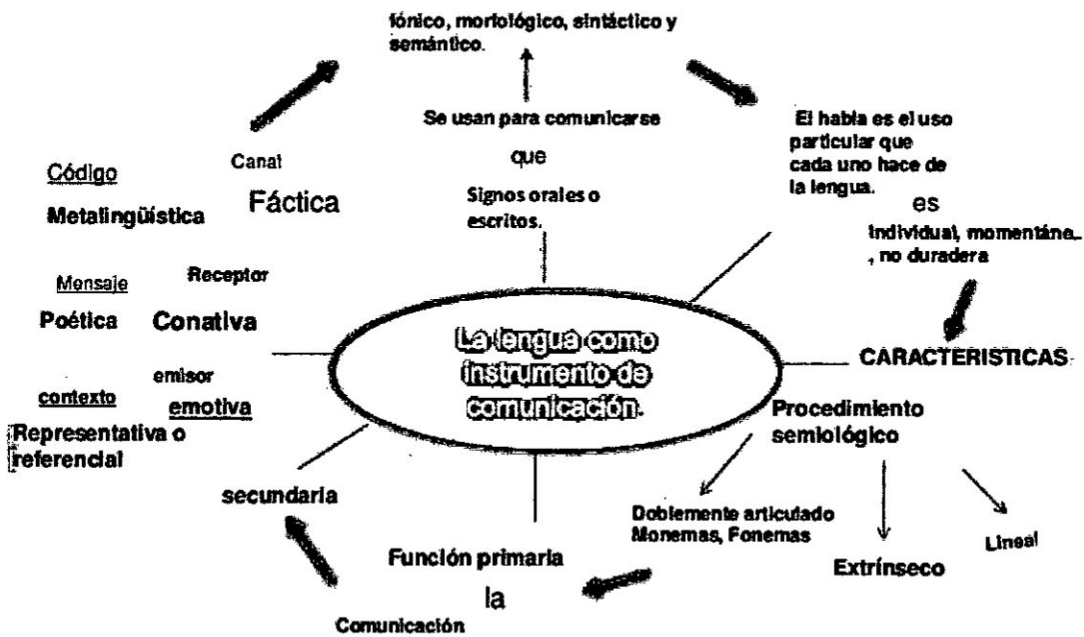 fónico, morfológico, sintáctico y
semántico.
Se usan para comunicarse
que
Signos orales o
escritos.
El habla es el uso
particular que
cada uno hace de
la lengua.
es
Individual, momentáne..
, no duradera
CARACTERISTICAS
Procedimiento
semiológico
Doblemente articulado
Monemas, Fonemas
Extrínseco
Lineal
Función primaria
la
Comunicación
secundaria
Código
Metalingüística
Canal
Fáctica
Mensaje
Poética
Receptor
Conativa
contexto
Representativa o
referencial
emisor
emotiva
La lengua como
instrumento de
comunicación.